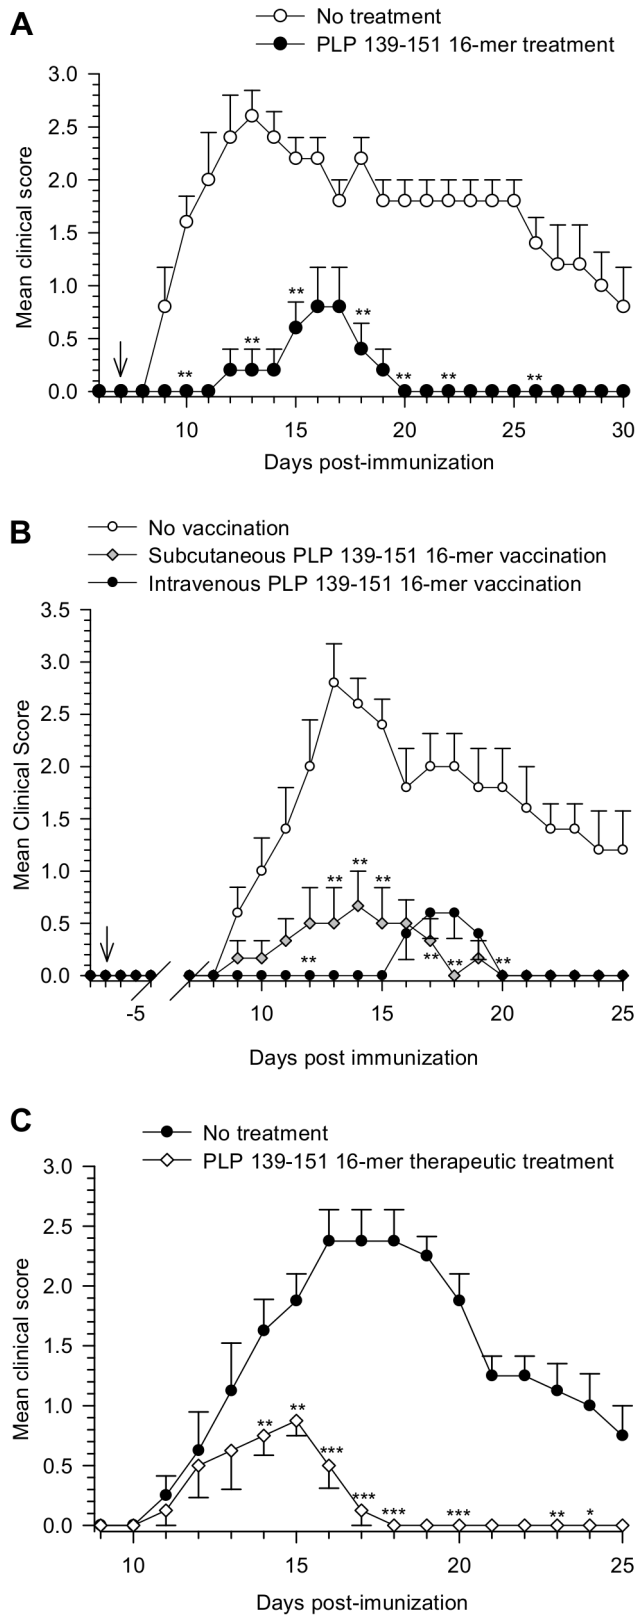 A
No treatment
PLP 139-151 16-mer treatment
3.0
2.5
2.0
1.5
1.0
0.5
0.0
Mean clinical score
** ** ** ** ** ** **
10 15 20 25 30
Days post-immunization
B
No vaccination
Subcutaneous PLP 139-151 16-mer vaccination
Intravenous PLP 139-151 16-mer vaccination
3.5
3.0
2.5
2.0
1.5
1.0
0.5
0.0
Mean Clinical Score
** ** ** ** ** ** **
-5 10 15 20 25
Days post immunization
C
No treatment
PLP 139-151 16-mer therapeutic treatment
3.0
2.5
2.0
1.5
1.0
0.5
0.0
Mean clinical score
** ** *** *** *** *** ** *
10 15 20 25
Days post-imunization